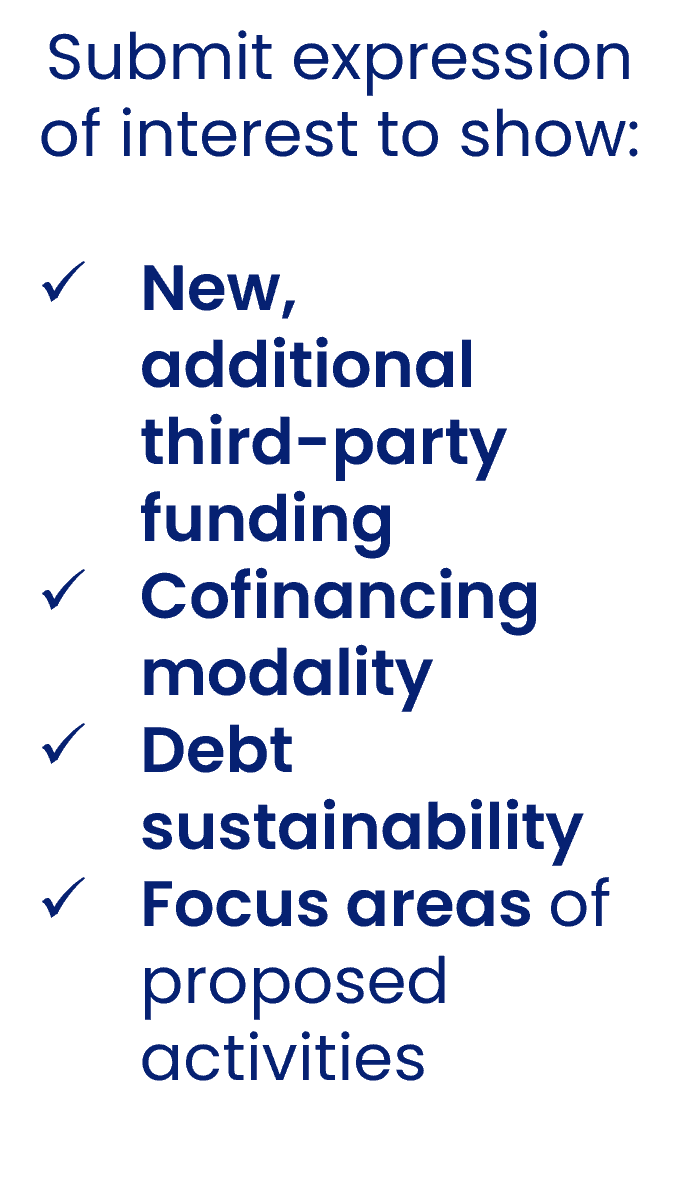 Submit expression
of interest to show:
✓ New,
additional
third-party
funding
✓ Cofinancing
modality
✓ Debt
sustainability
✓ Focus areas of
proposed
activities